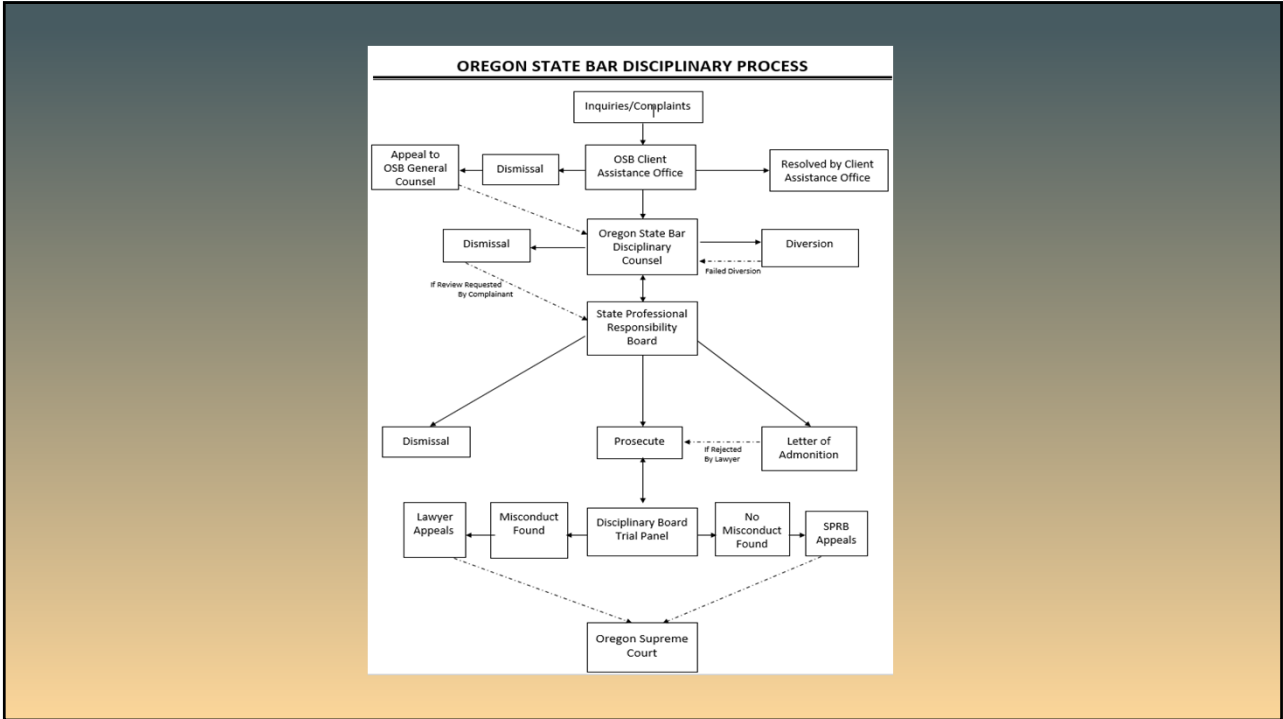 OREGON STATE BAR DISCIPLINARY PROCESS
Inquiries/Complaints
Appeal to
OSB General
Counsel
Dismissal
OSB Client
Assistance Office
Resolved by Client
Assistance Office
Dismissal
Oregon State Bar
Disciplinary
Counsel
Diversion
Failed Diversion
If Review Requested
By Complainant
State Professional
Responsibility
Board
Dismissal
Prosecute
If Rejected
By Lawyer
Letter of
Admonition
Lawyer
Appeals
Misconduct
Found
Disciplinary Board
Trial Panel
No
Misconduct
Found
SPRB
Appeals
Oregon Supreme
Court